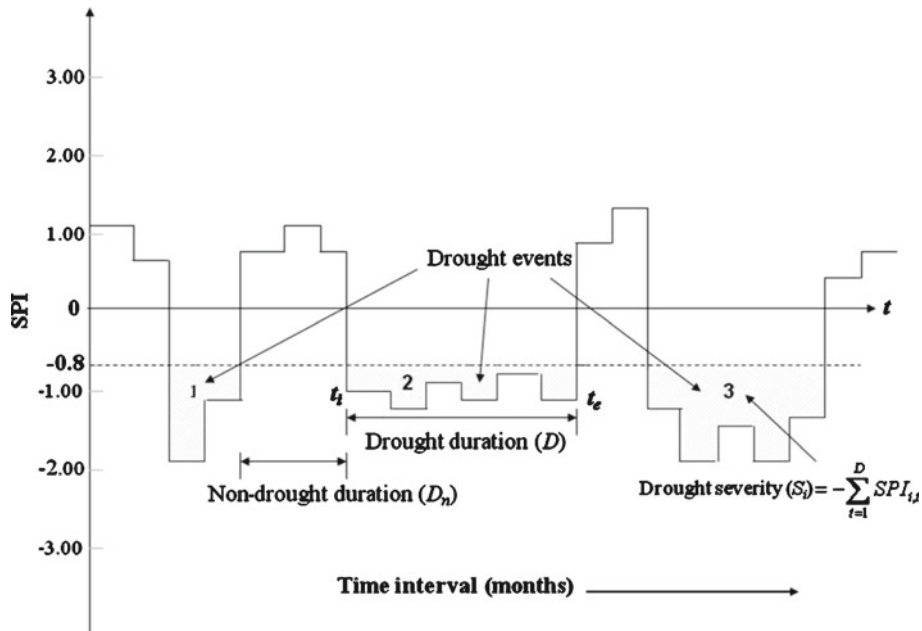 3.00
2.00
1.00
Drought events
SPI
0
t
-0.8
-1.00
1
t_i
2
t_e
3
Drought duration (D)
-2.00
Non-drought duration (D_n)
Drought severity (S_i) = -\sum_{t=1}^{D} SPI_{i,t}
-3.00
Time interval (months)